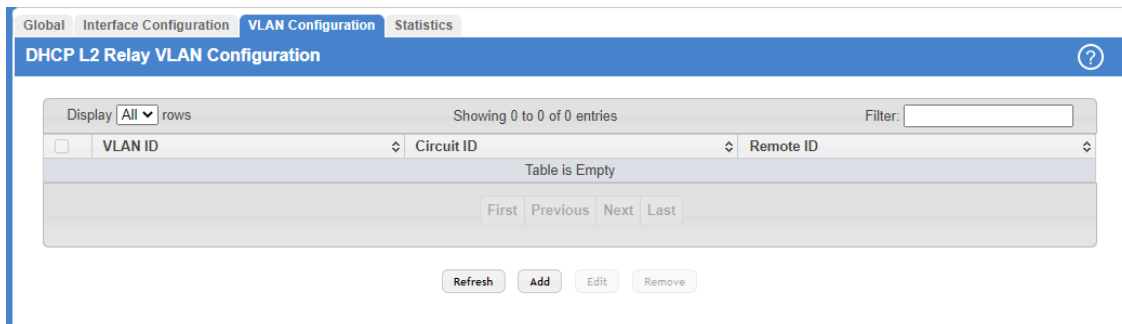 Global Interface Configuration VLAN Configuration Statistics
DHCP L2 Relay VLAN Configuration ?
Display All rows Showing 0 to 0 of 0 entries Filter:
VLAN ID Circuit ID Remote ID
Table is Empty
First Previous Next Last
Refresh Add Edit Remove